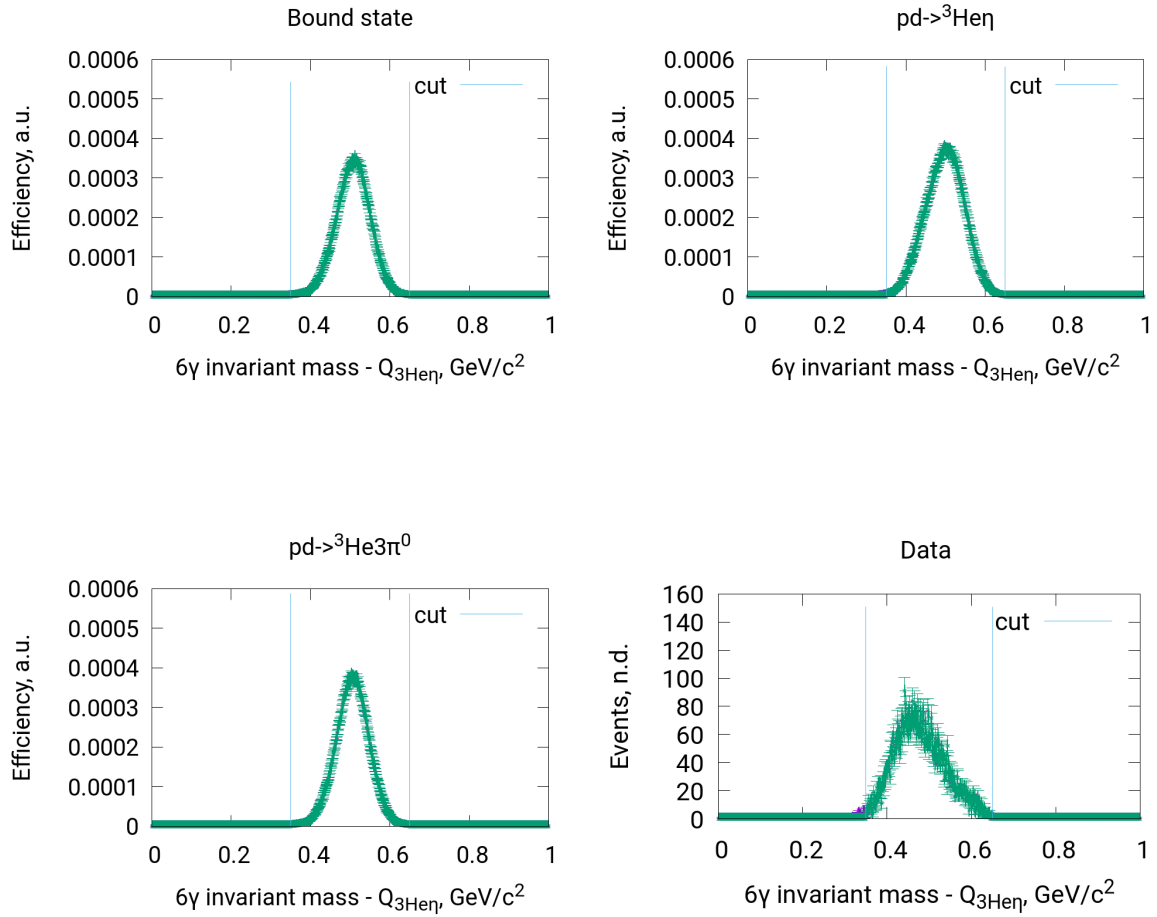 Bound state
0.0006
0.0005
0.0004
0.0003
0.0002
0.0001
0
Efficiency, a.u.
cut
0 0.2 0.4 0.6 0.8 1
6γ invariant mass - Q3Heη, GeV/c²
pd->³Heη
0.0006
0.0005
0.0004
0.0003
0.0002
0.0001
0
Efficiency, a.u.
cut
0 0.2 0.4 0.6 0.8 1
6γ invariant mass - Q3Heη, GeV/c²
pd->³He3π⁰
0.0006
0.0005
0.0004
0.0003
0.0002
0.0001
0
Efficiency, a.u.
cut
0 0.2 0.4 0.6 0.8 1
6γ invariant mass - Q3Heη, GeV/c²
Data
160
140
120
100
80
60
40
20
0
Events, n.d.
cut
0 0.2 0.4 0.6 0.8 1
6γ invariant mass - Q3Heη, GeV/c²